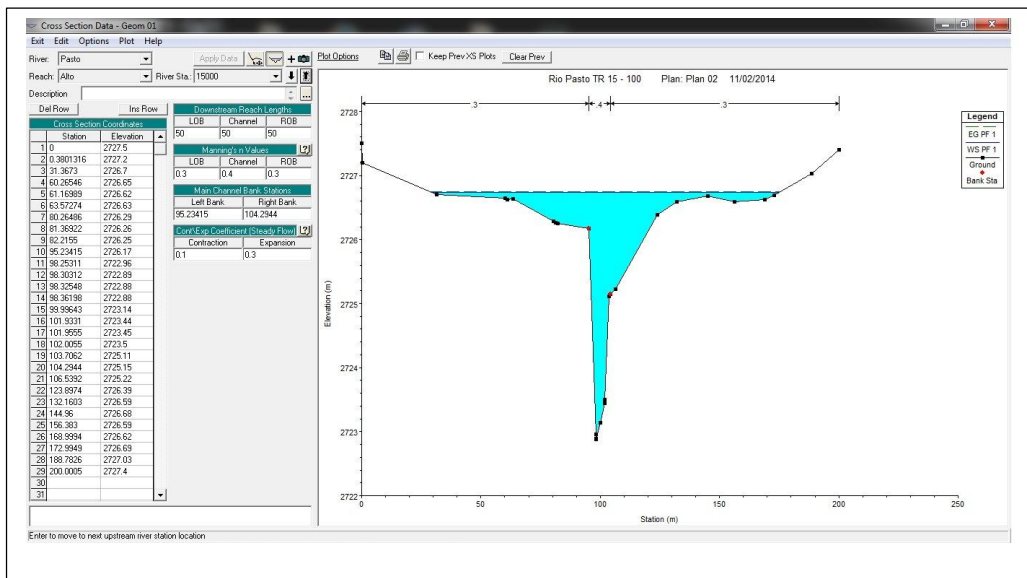 Cross Section Data - Geom 01
Exit Edit Options Plot Help
River: Pasto Apply Data
Reach: Alto River Sta.: 15000
Description
Plot Options Keep Prev XS Plots Clear Prev
Del Row Ins Row
Cross Section Coordinates
Station Elevation
1 0 2727.5
2 0.3801316 2727.2
3 31.3673 2726.7
4 60.26546 2726.65
5 61.16989 2726.62
6 63.57274 2726.63
7 80.26486 2726.29
8 81.36922 2726.26
9 82.2155 2726.25
10 95.23415 2726.17
11 98.25311 2722.96
12 98.30312 2722.89
13 98.32548 2722.88
14 98.36198 2722.88
15 99.99643 2723.14
16 101.9331 2723.44
17 101.9555 2723.45
18 102.0055 2723.5
19 103.7062 2725.11
20 104.2944 2725.15
21 106.5392 2725.22
22 123.8974 2726.39
23 132.1603 2726.59
24 144.96 2726.68
25 156.383 2726.59
26 168.9994 2726.62
27 172.9949 2726.69
28 188.7826 2727.03
29 200.0005 2727.4
30
31
Downstream Reach Lengths
LOB Channel ROB
50 50 50
Manning's n Values
LOB Channel ROB
0.3 0.4 0.3
Main Channel Bank Stations
Left Bank Right Bank
95.23415 104.2944
Cont\Exp Coefficient (Steady Flow)
Contraction Expansion
0.1 0.3
Rio Pasto TR 15 - 100 Plan: Plan 02 11/02/2014
.3 .4 .3
2728
2727
2726
2725
2724
2723
2722
Elevation (m)
0 50 100 150 200 250
Station (m)
Legend
EG PF 1
WS PF 1
Ground
Bank Sta
Enter to move to next upstream river station location